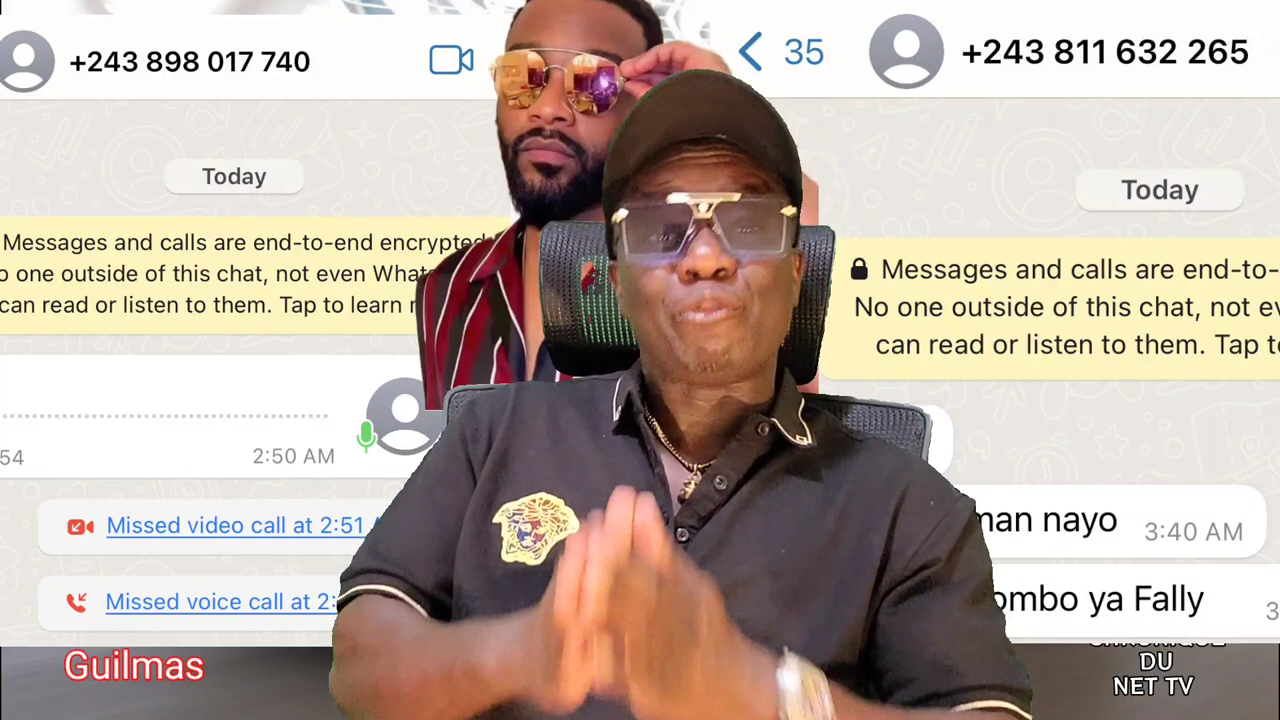 +243 898 017 740
Today
Messages and calls are end-to-end encrypted
one outside of this chat, not even
can read or listen to them. Tap to learn
54
2:50 AM
Missed video call at 2:51
Missed voice call at 2:
Guilmas
35
+243 811 632 265
Today
Messages and calls are end-to-
No one outside of this chat, not
can read or listen to them. Tap
nayo
3:40 AM
ya Fally
3
DU
NET TV